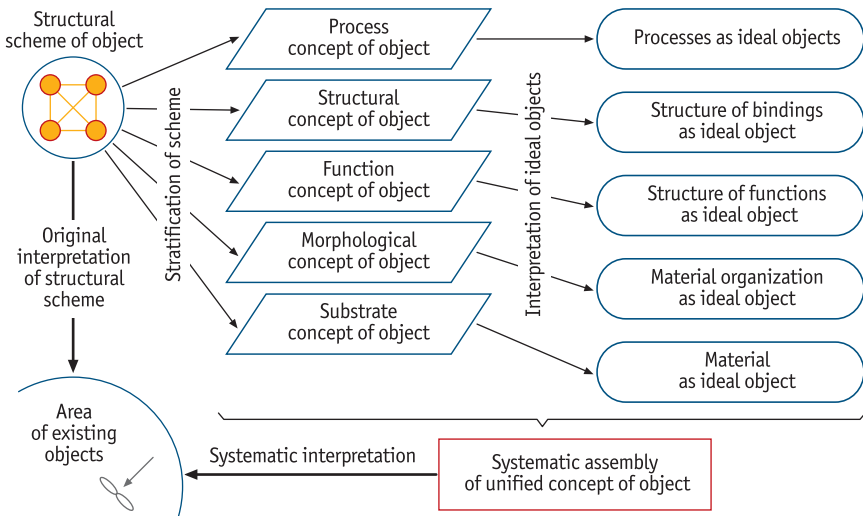 Structural
scheme of object
Process
concept of object
Processes as ideal objects
Structural
concept of object
Structure of bindings
as ideal object
Function
concept of object
Structure of functions
as ideal object
Morphological
concept of object
Material organization
as ideal object
Substrate
concept of object
Material
as ideal object
Stratification of scheme
Interpretation of ideal objects
Original
interpretation
of structural
scheme
Area
of existing
objects
Systematic interpretation
Systematic assembly
of unified concept of object